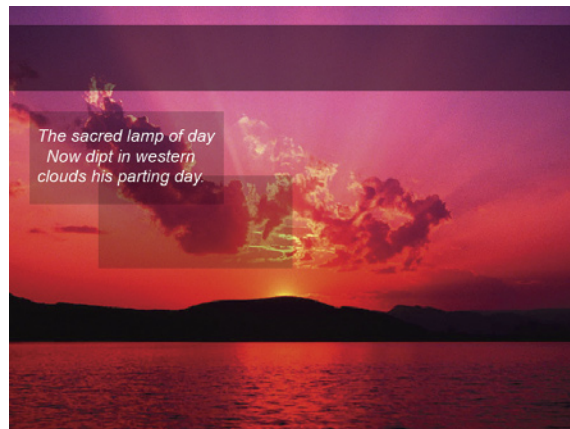 The sacred lamp of day
Now dipt in western
clouds his parting day.